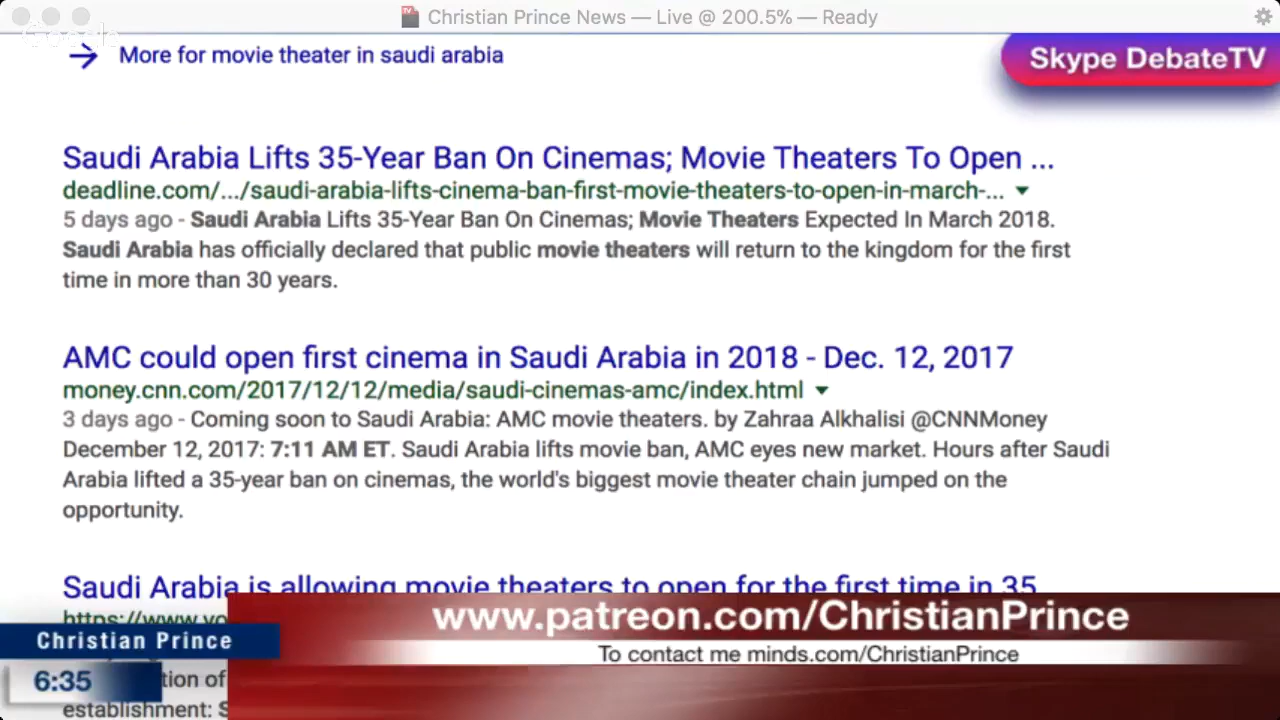 Christian Prince News — Live @ 200.5% — Ready
Google
More for movie theater in saudi arabia
Skype DebateTV
Saudi Arabia Lifts 35-Year Ban On Cinemas; Movie Theaters To Open ...
deadline.com/.../saudi-arabia-lifts-cinema-ban-first-movie-theaters-to-open-in-march-...
5 days ago - Saudi Arabia Lifts 35-Year Ban On Cinemas; Movie Theaters Expected In March 2018.
Saudi Arabia has officially declared that public movie theaters will return to the kingdom for the first
time in more than 30 years.
AMC could open first cinema in Saudi Arabia in 2018 - Dec. 12, 2017
money.cnn.com/2017/12/12/media/saudi-cinemas-amc/index.html
3 days ago - Coming soon to Saudi Arabia: AMC movie theaters. by Zahraa Alkhalisi @CNNMoney
December 12, 2017: 7:11 AM ET. Saudi Arabia lifts movie ban, AMC eyes new market. Hours after Saudi
Arabia lifted a 35-year ban on cinemas, the world's biggest movie theater chain jumped on the
opportunity.
Saudi Arabia is allowing movie theaters to open for the first time in 35
www.patreon.com/ChristianPrince
Christian Prince
To contact me minds.com/ChristianPrince
6:35
tion of
establishment: S